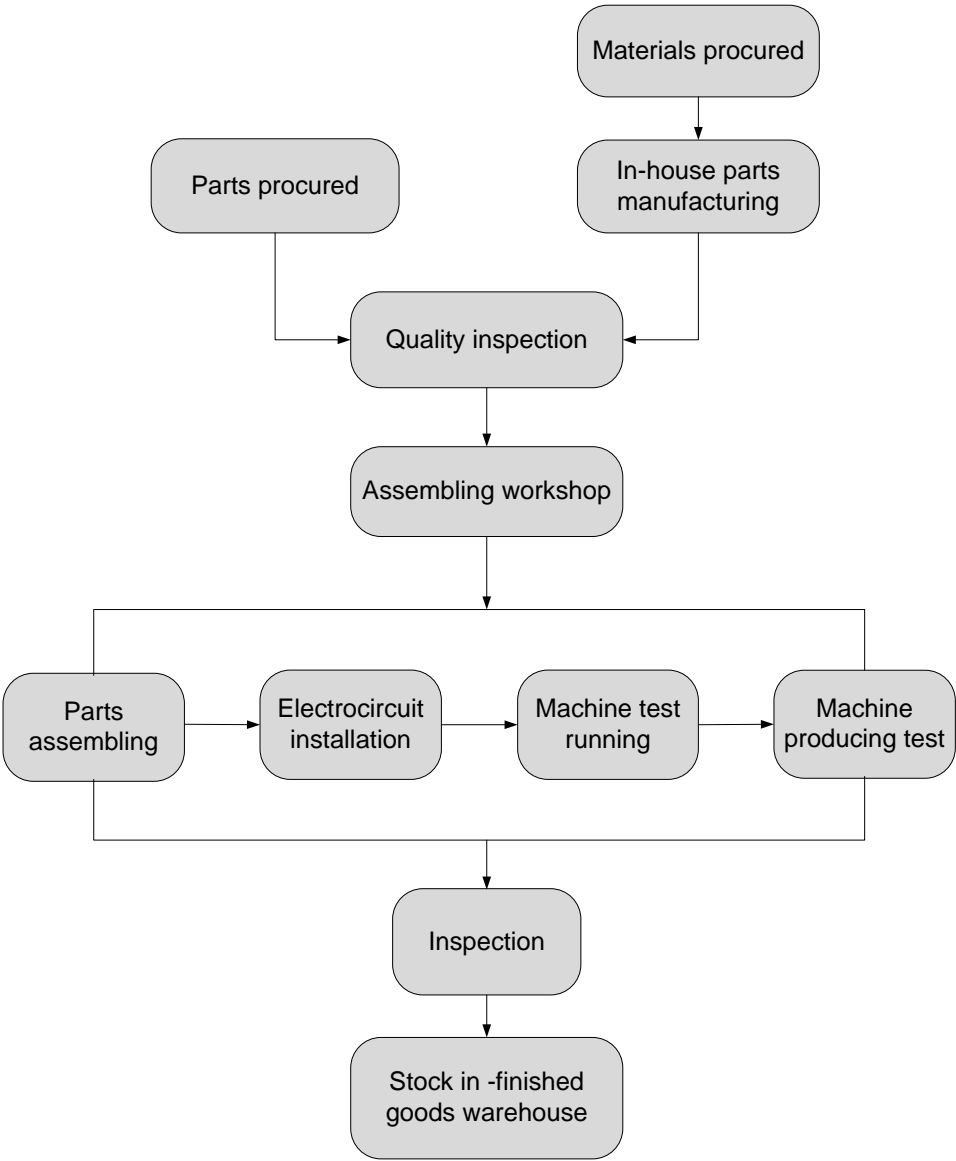 Materials procured
Parts procured
In-house parts
manufacturing
Quality inspection
Assembling workshop
Parts
assembling
Electrocircuit
installation
Machine test
running
Machine
producing test
Inspection
Stock in -finished
goods warehouse